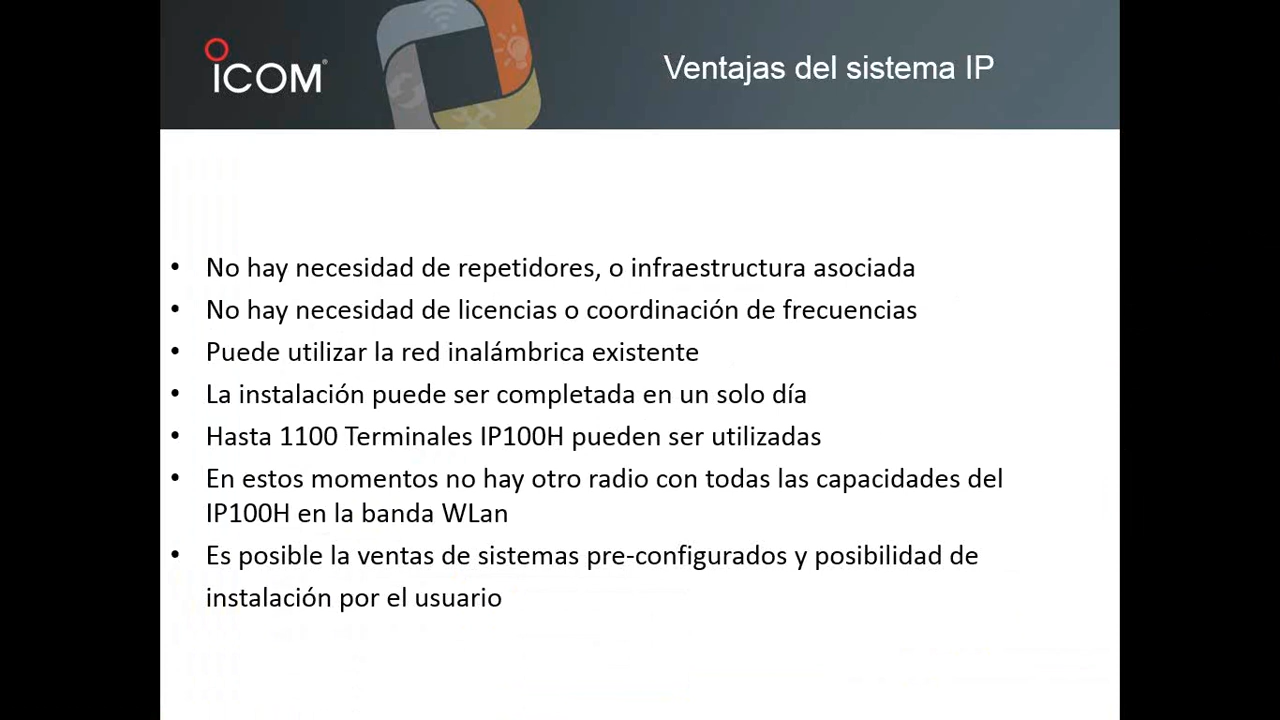 ICOM®
Ventajas del sistema IP
• No hay necesidad de repetidores, o infraestructura asociada
• No hay necesidad de licencias o coordinación de frecuencias
• Puede utilizar la red inalámbrica existente
• La instalación puede ser completada en un solo día
• Hasta 1100 Terminales IP100H pueden ser utilizadas
• En estos momentos no hay otro radio con todas las capacidades del
IP100H en la banda WLan
• Es posible la ventas de sistemas pre-configurados y posibilidad de
instalación por el usuario